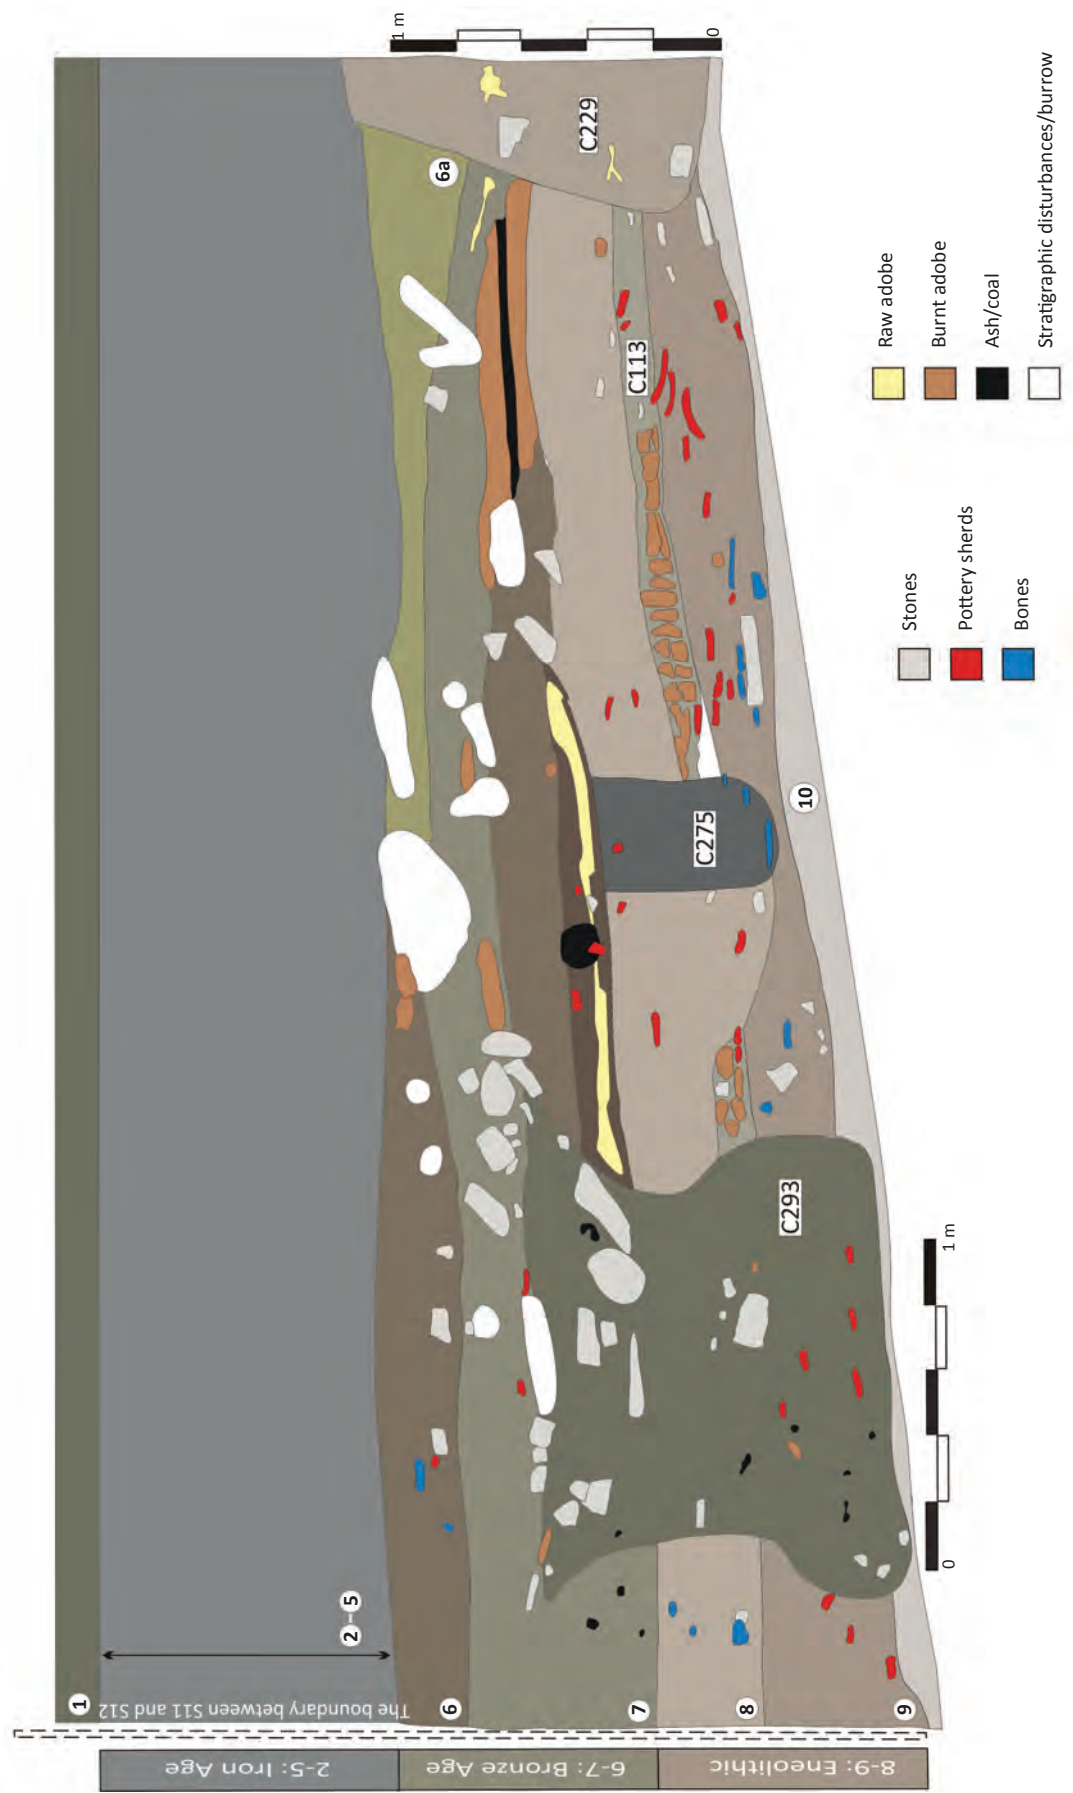 1
The boundary between S11 and S12
2–5
6
7
8
9
2-5: Iron Age
6-7: Bronze Age
8-9: Eneolithic
6a
C229
C113
C275
C293
10
1 m
0
0
1 m
Stones
Pottery sherds
Bones
Raw adobe
Burnt adobe
Ash/coal
Stratigraphic disturbances/burrow